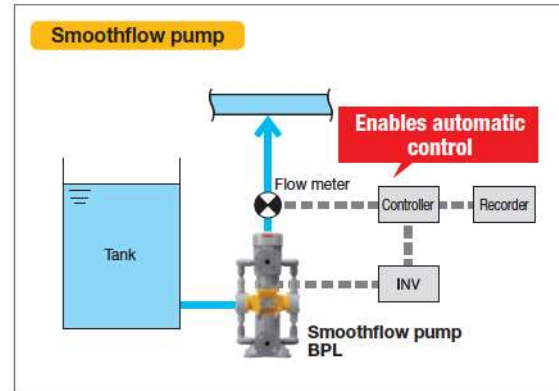 Smoothflow pump
Enables automatic
control
Flow meter
Controller
Recorder
Tank
INV
Smoothflow pump
BPL